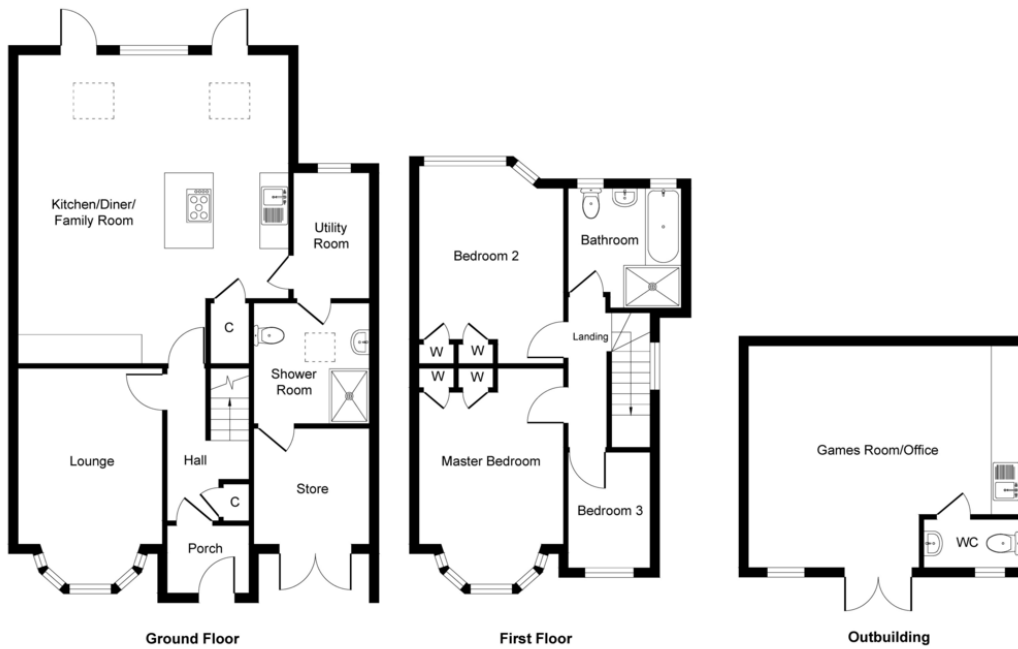 Kitchen/Diner/
Family Room
Utility
Room
C
Shower
Room
Lounge
Hall
C
Store
Porch
Ground Floor
Bedroom 2
Bathroom
Landing
W
W
W
W
Master Bedroom
Bedroom 3
First Floor
Games Room/Office
WC
Outbuilding